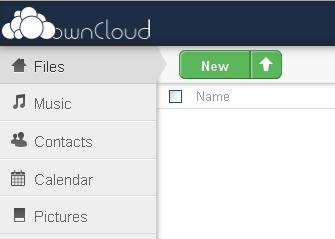 ownCloud
Files
New
Name
Music
Contacts
Calendar
Pictures